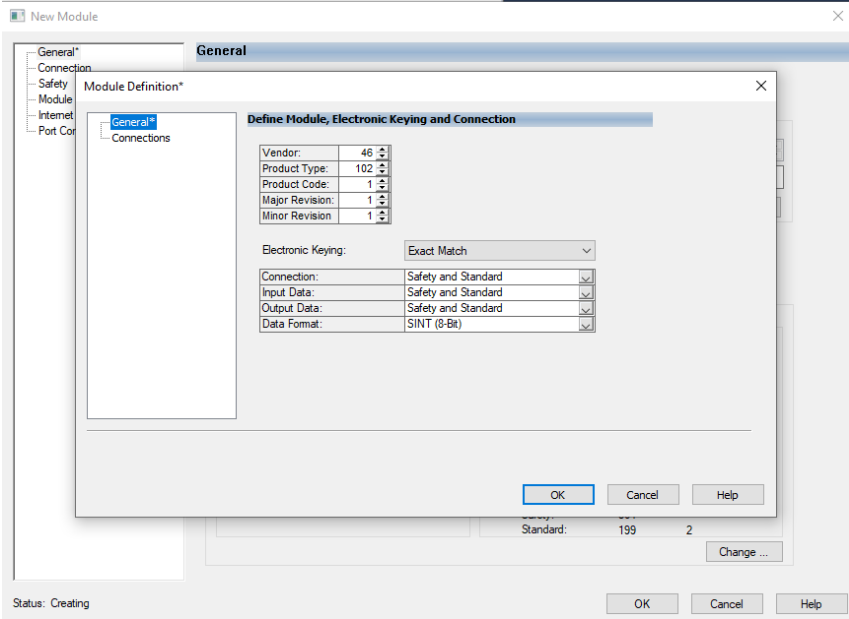 New Module
General*
Connection
Safety
Module
Internet
Port Cor
General
Module Definition*
General*
Connections
Define Module, Electronic Keying and Connection
Vendor: 46
Product Type: 102
Product Code: 1
Major Revision: 1
Minor Revision 1
Electronic Keying: Exact Match
Connection: Safety and Standard
Input Data: Safety and Standard
Output Data: Safety and Standard
Data Format: SINT (8-Bit)
OK Cancel Help
Standard: 199 2
Change ...
Status: Creating
OK Cancel Help